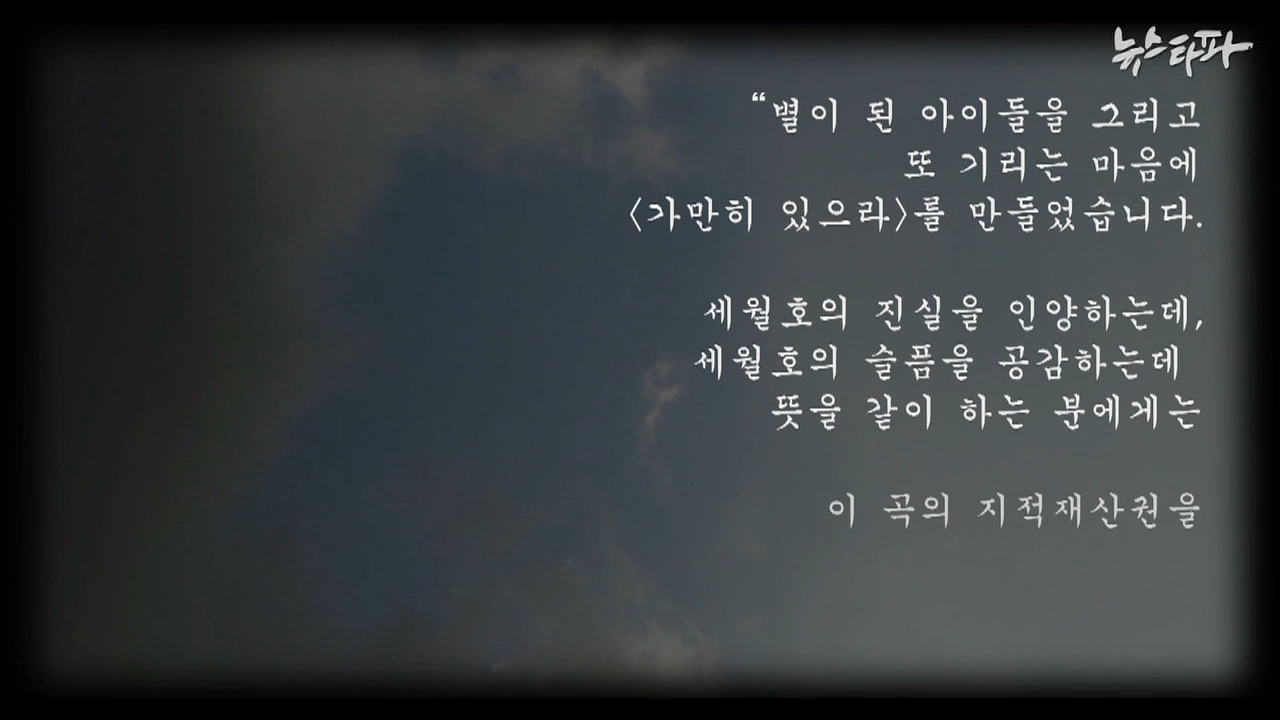 뉴스타파
“별이 된 아이들을 그리고
또 기리는 마음에
〈가만히 있으라〉를 만들었습니다.
세월호의 진실을 인양하는데,
세월호의 슬픔을 공감하는데
뜻을 같이 하는 분에게는
이 곡의 지적재산권을